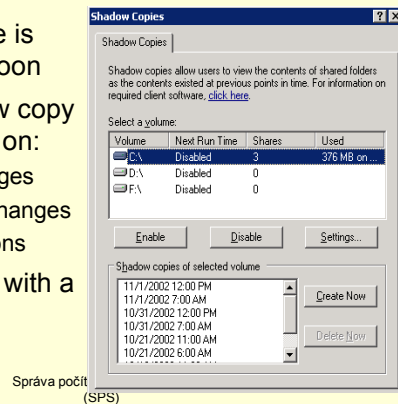 e is
oon
w copy
on:
ges
hanges
ons
with a
Shadow Copies
Shadow Copies
Shadow copies allow users to view the contents of shared folders
as the contents existed at previous points in time. For information on
required client software, click here.
Select a volume:
Volume Next Run Time Shares Used
C:\ Disabled 3 376 MB on ...
D:\ Disabled 0
F:\ Disabled 0
Enable Disable Settings...
Shadow copies of selected volume
11/1/2002 12:00 PM
11/1/2002 7:00 AM
10/31/2002 12:00 PM
10/31/2002 7:00 AM
10/21/2002 11:00 AM
10/21/2002 6:00 AM
Create Now
Delete Now
Správa počít
(SPS)